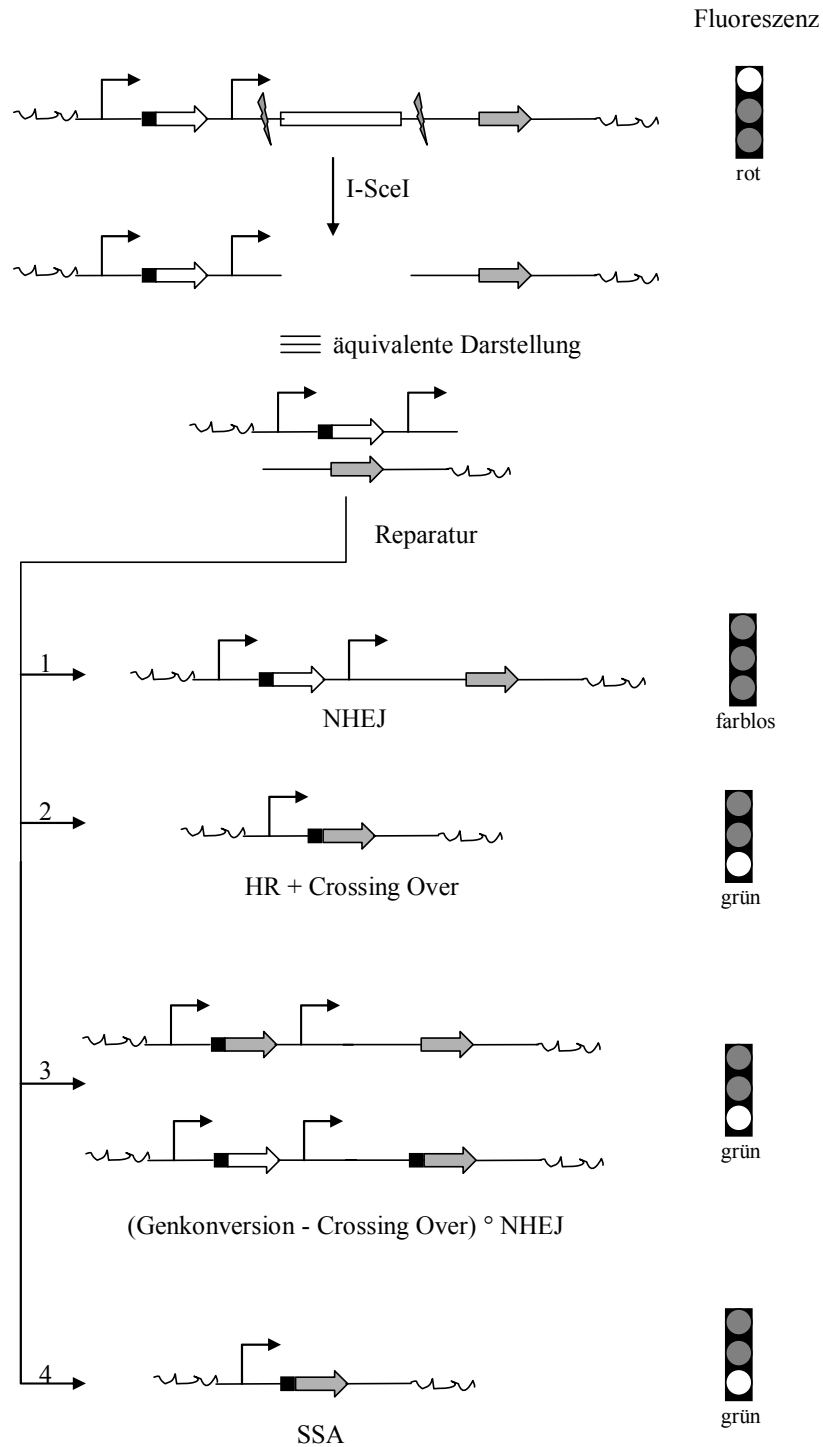 Fluoreszenz
rot
I-SceI
äquivalente Darstellung
Reparatur
1
NHEJ
farblos
2
HR + Crossing Over
grün
3
grün
(Genkonversion - Crossing Over) ° NHEJ
4
SSA
grün